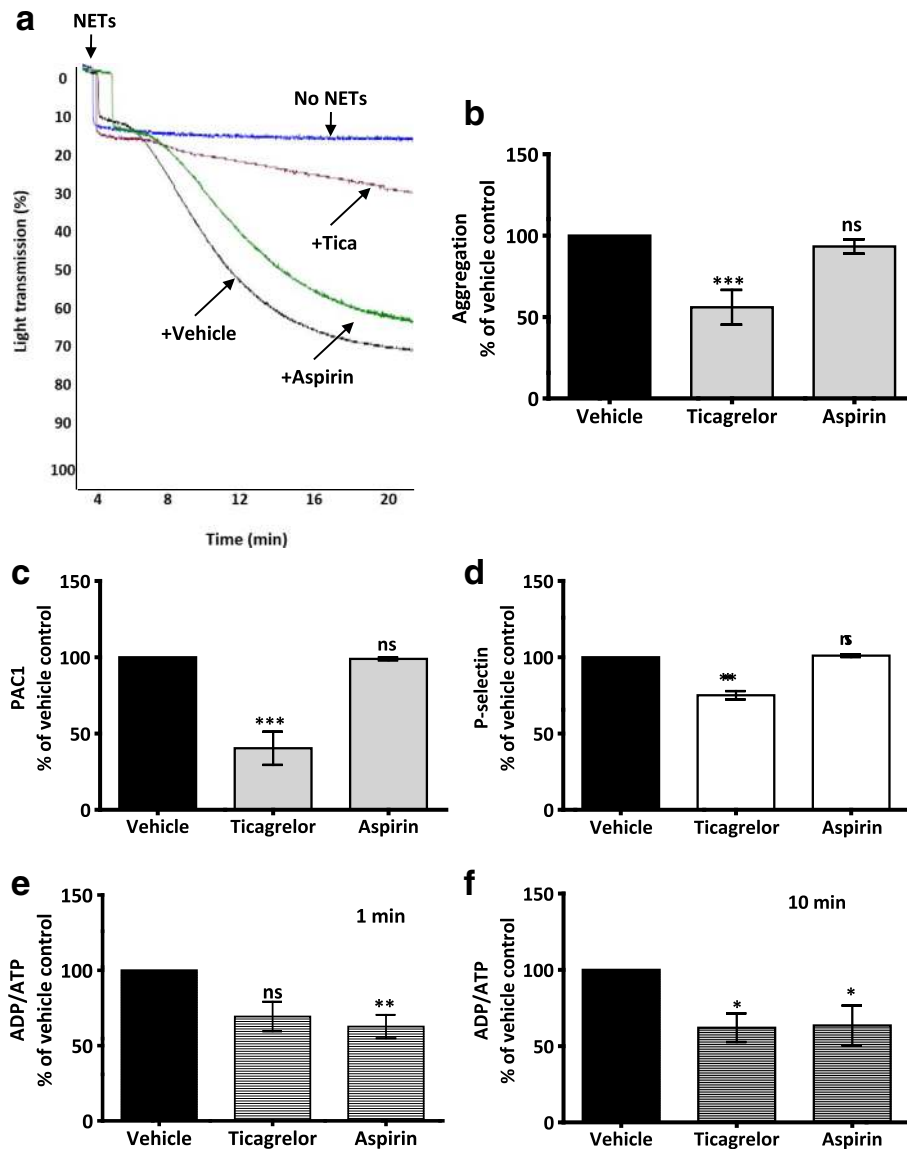 a
NETs
0
10
20
30
40
50
60
70
80
90
100
Light transmission (%)
No NETs
+Tica
+Vehicle
+Aspirin
4 8 12 16 20
Time (min)
b
150
100
50
0
Aggregation
% of vehicle control
***
ns
Vehicle Ticagrelor Aspirin
c
150
100
50
0
PAC1
% of vehicle control
***
ns
Vehicle Ticagrelor Aspirin
d
150
100
50
0
P-selectin
% of vehicle control
ns
Vehicle Ticagrelor Aspirin
e
150
100
50
0
ADP/ATP
% of vehicle control
1 min
ns
**
Vehicle Ticagrelor Aspirin
f
150
100
50
0
ADP/ATP
% of vehicle control
10 min
*
*
Vehicle Ticagrelor Aspirin